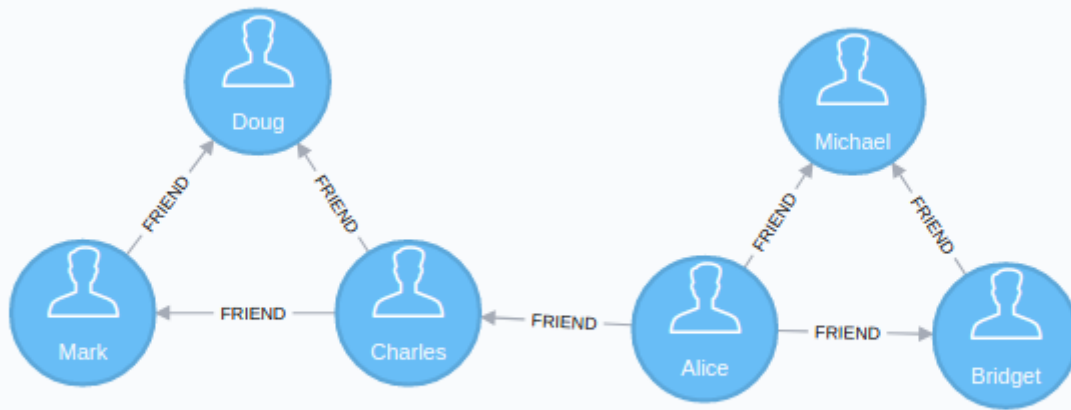 Doug
Michael
FRIEND
FRIEND
FRIEND
FRIEND
Mark
FRIEND
Charles
FRIEND
Alice
FRIEND
Bridget